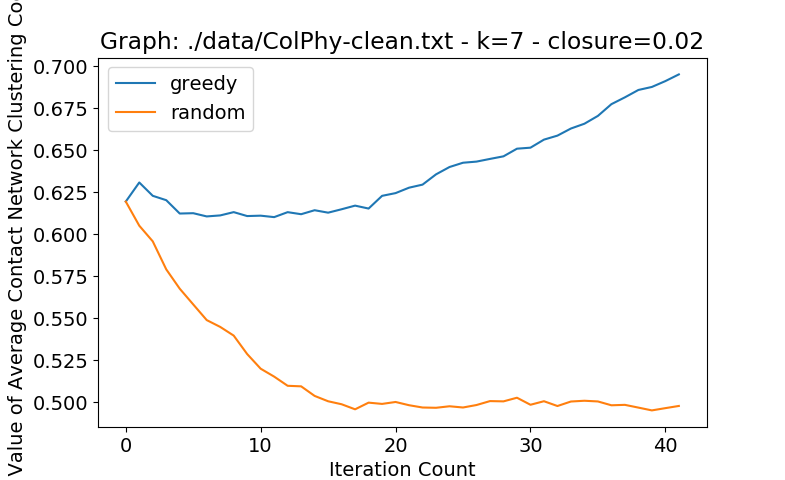 Graph: ./data/ColPhy-clean.txt - k=7 - closure=0.02
Value of Average Contact Network Clustering Co
0.700
0.675
0.650
0.625
0.600
0.575
0.550
0.525
0.500
greedy
random
0 10 20 30 40
Iteration Count